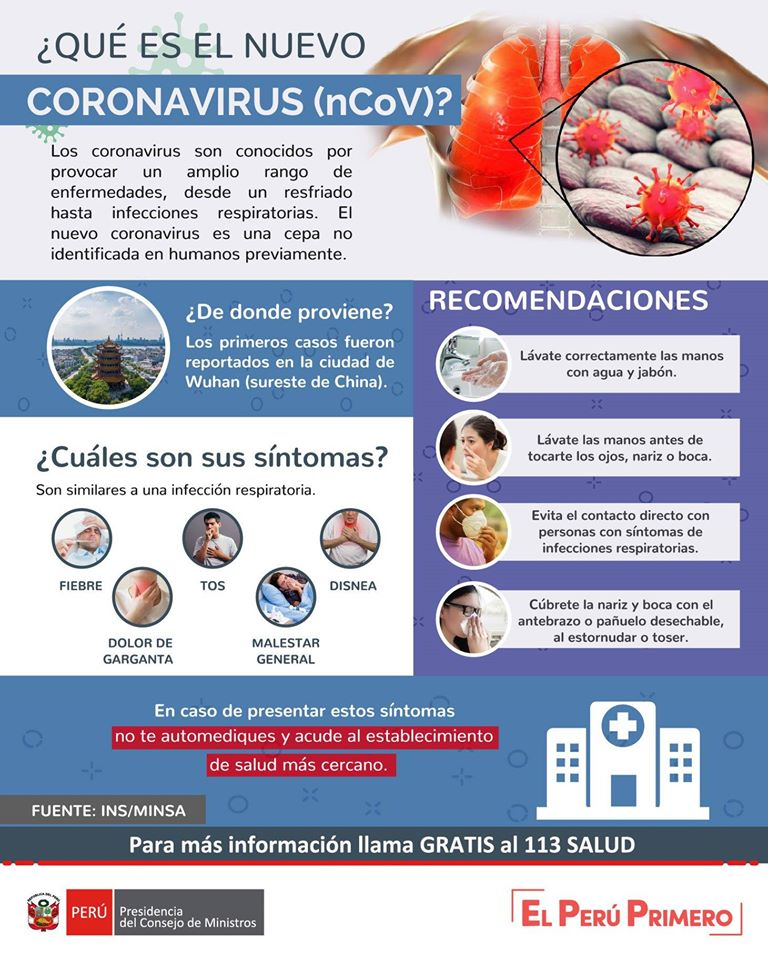 ¿QUÉ ES EL NUEVO
CORONAVIRUS (nCoV)?
Los coronavirus son conocidos por
provocar un amplio rango de
enfermedades, desde un resfriado
hasta infecciones respiratorias. El
nuevo coronavirus es una cepa no
identificada en humanos previamente.
¿De donde proviene?
Los primeros casos fueron
reportados en la ciudad de
Wuhan (sureste de China).
¿Cuáles son sus síntomas?
Son similares a una infección respiratoria.
FIEBRE
TOS
DISNEA
DOLOR DE
GARGANTA
MALESTAR
GENERAL
RECOMENDACIONES
Lávate correctamente las manos
con agua y jabón.
Lávate las manos antes de
tocarte los ojos, nariz o boca.
Evita el contacto directo con
personas con síntomas de
infecciones respiratorias.
Cúbrete la nariz y boca con el
antebrazo o pañuelo desechable,
al estornudar o toser.
En caso de presentar estos síntomas
no te automediques y acude al establecimiento
de salud más cercano.
FUENTE: INS/MINSA
Para más información llama GRATIS al 113 SALUD
PERÚ
Presidencia
del Consejo de Ministros
EL PERÚ PRIMERO